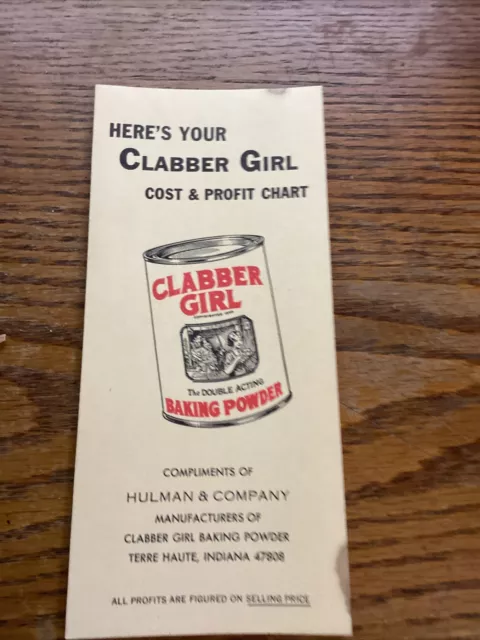 HERE'S YOUR
CLABBER GIRL
COST & PROFIT CHART
CLABBER
GIRL
The DOUBLE ACTING
BAKING POWDER
COMPLIMENTS OF
HULMAN & COMPANY
MANUFACTURERS OF
CLABBER GIRL BAKING POWDER
TERRE HAUTE, INDIANA 47808
ALL PROFITS ARE FIGURED ON SELLING PRICE